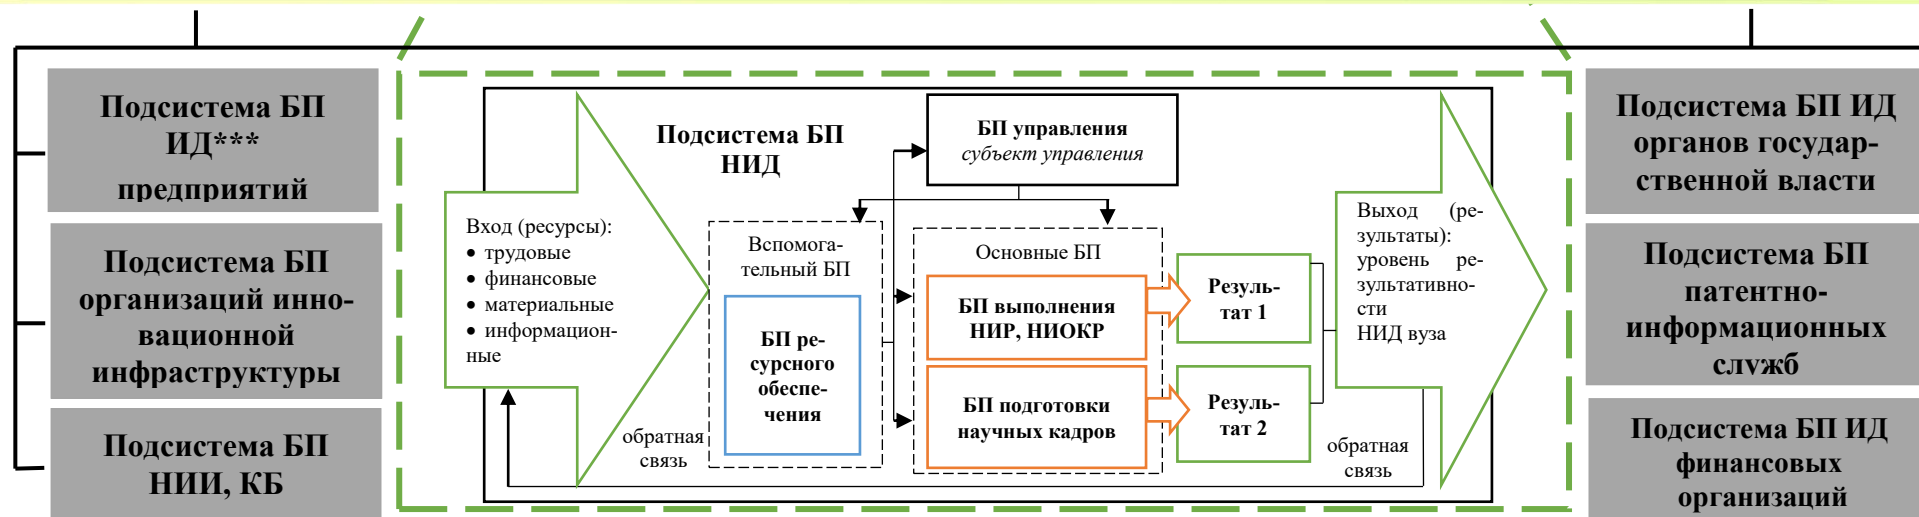 Подсистема БП
ИД***
предприятий
Подсистема БП
организаций инно-
вационной
инфраструктуры
Подсистема БП
НИИ, КБ
Подсистема БП
НИД
Вход (ресурсы):
• трудовые
• финансовые
• материальные
• информацион-
ные
обратная
связь
БП управления
субъект управления
Вспомога-
тельный БП
БП ре-
сурсного
обеспе-
чения
Основные БП
БП выполнения
НИР, НИОКР
БП подготовки
научных кадров
Резуль-
тат 1
Резуль-
тат 2
Выход (ре-
зультаты):
уровень ре-
зультативно-
сти
НИД вуза
обратная
связь
Подсистема БП ИД
органов государ-
ственной власти
Подсистема БП
патентно-
информационных
служб
Подсистема БП ИД
финансовых
организаций